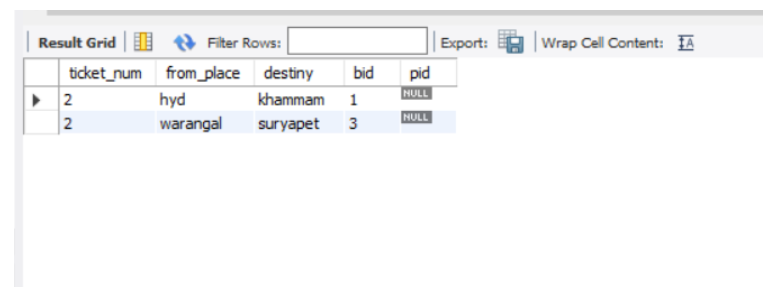 Result Grid Filter Rows: Export: Wrap Cell Content: IA
ticket_num from_place destiny bid pid
2 hyd khammam 1 NULL
2 warangal suryapet 3 NULL